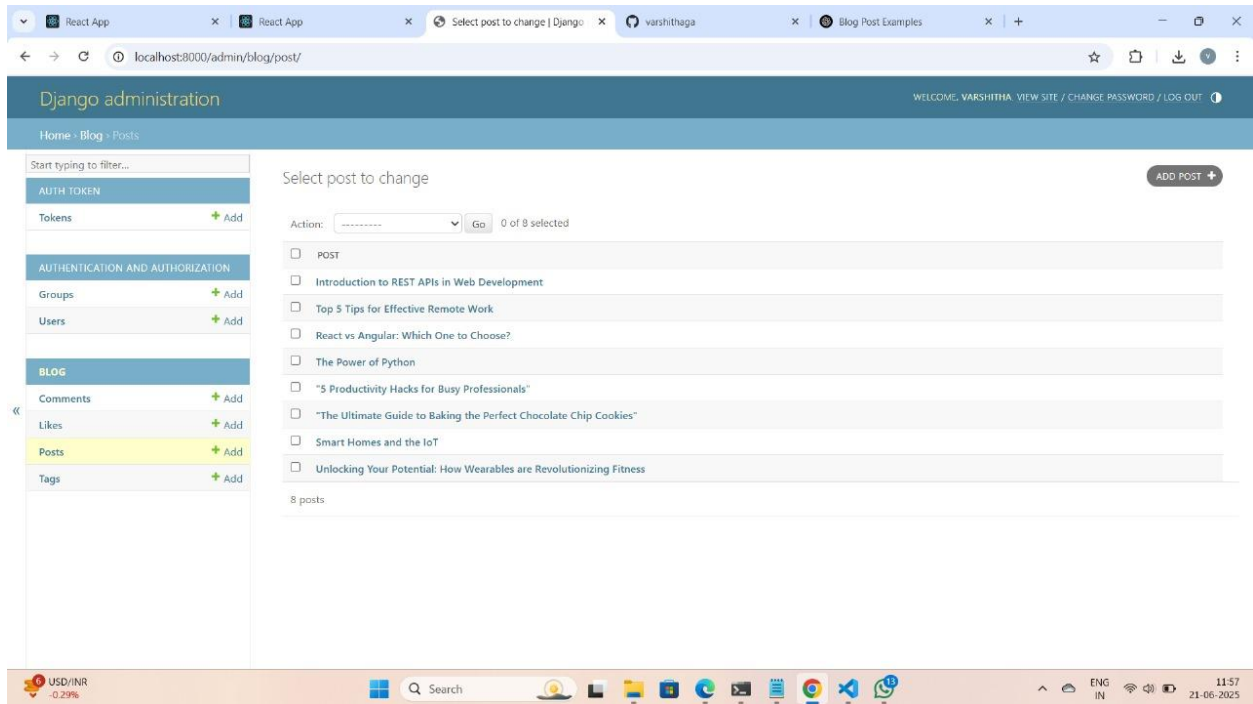 React App
React App
Select post to change | Django
varshithaga
Blog Post Examples
localhost:8000/admin/blog/post/
Django administration
WELCOME, VARSHITHA. VIEW SITE / CHANGE PASSWORD / LOG OUT
Home › Blog › Posts
Start typing to filter...
AUTH TOKEN
Tokens + Add
AUTHENTICATION AND AUTHORIZATION
Groups + Add
Users + Add
BLOG
Comments + Add
Likes + Add
Posts + Add
Tags + Add
«
Select post to change
ADD POST +
Action: --------- Go 0 of 8 selected
POST
Introduction to REST APIs in Web Development
Top 5 Tips for Effective Remote Work
React vs Angular: Which One to Choose?
The Power of Python
"5 Productivity Hacks for Busy Professionals"
"The Ultimate Guide to Baking the Perfect Chocolate Chip Cookies"
Smart Homes and the IoT
Unlocking Your Potential: How Wearables are Revolutionizing Fitness
8 posts
6
USD/INR
-0.29%
Search
13
ENG
IN
11:57
21-06-2025